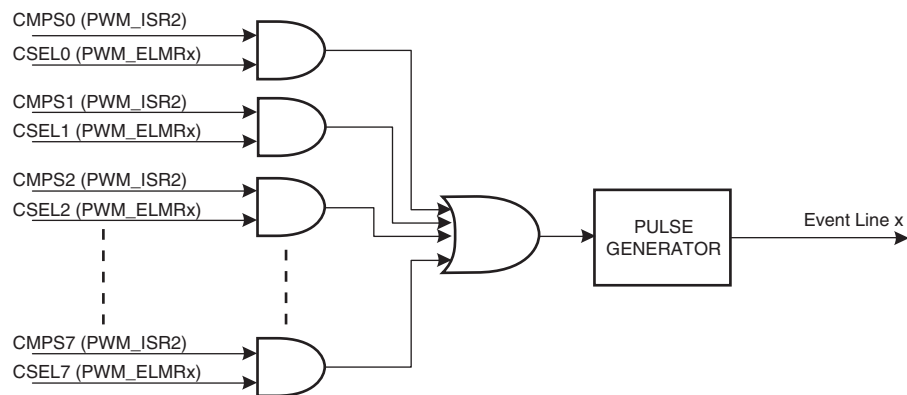 CMPS0 (PWM_ISR2)
CSEL0 (PWM_ELMRx)
CMPS1 (PWM_ISR2)
CSEL1 (PWM_ELMRx)
CMPS2 (PWM_ISR2)
CSEL2 (PWM_ELMRx)
CMPS7 (PWM_ISR2)
CSEL7 (PWM_ELMRx)
PULSE
GENERATOR
Event Line x